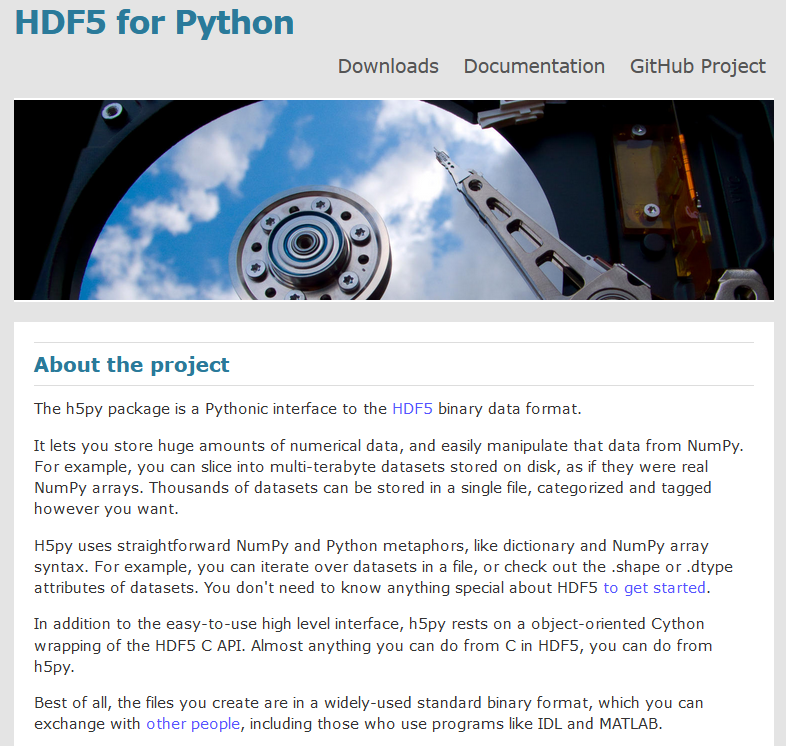 HDF5 for Python
Downloads Documentation GitHub Project
About the project
The h5py package is a Pythonic interface to the HDF5 binary data format.
It lets you store huge amounts of numerical data, and easily manipulate that data from NumPy.
For example, you can slice into multi-terabyte datasets stored on disk, as if they were real
NumPy arrays. Thousands of datasets can be stored in a single file, categorized and tagged
however you want.
H5py uses straightforward NumPy and Python metaphors, like dictionary and NumPy array
syntax. For example, you can iterate over datasets in a file, or check out the .shape or .dtype
attributes of datasets. You don't need to know anything special about HDF5 to get started.
In addition to the easy-to-use high level interface, h5py rests on a object-oriented Cython
wrapping of the HDF5 C API. Almost anything you can do from C in HDF5, you can do from
h5py.
Best of all, the files you create are in a widely-used standard binary format, which you can
exchange with other people, including those who use programs like IDL and MATLAB.